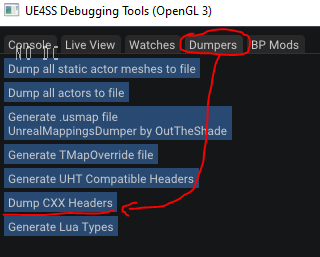 UE4SS Debugging Tools (OpenGL 3)
Console Live View Watches Dumpers BP Mods
Dump all static actor meshes to file
Dump all actors to file
Generate .usmap file
UnrealMappingsDumper by OutTheShade
Generate TMapOverride file
Generate UHT Compatible Headers
Dump CXX Headers
Generate Lua Types